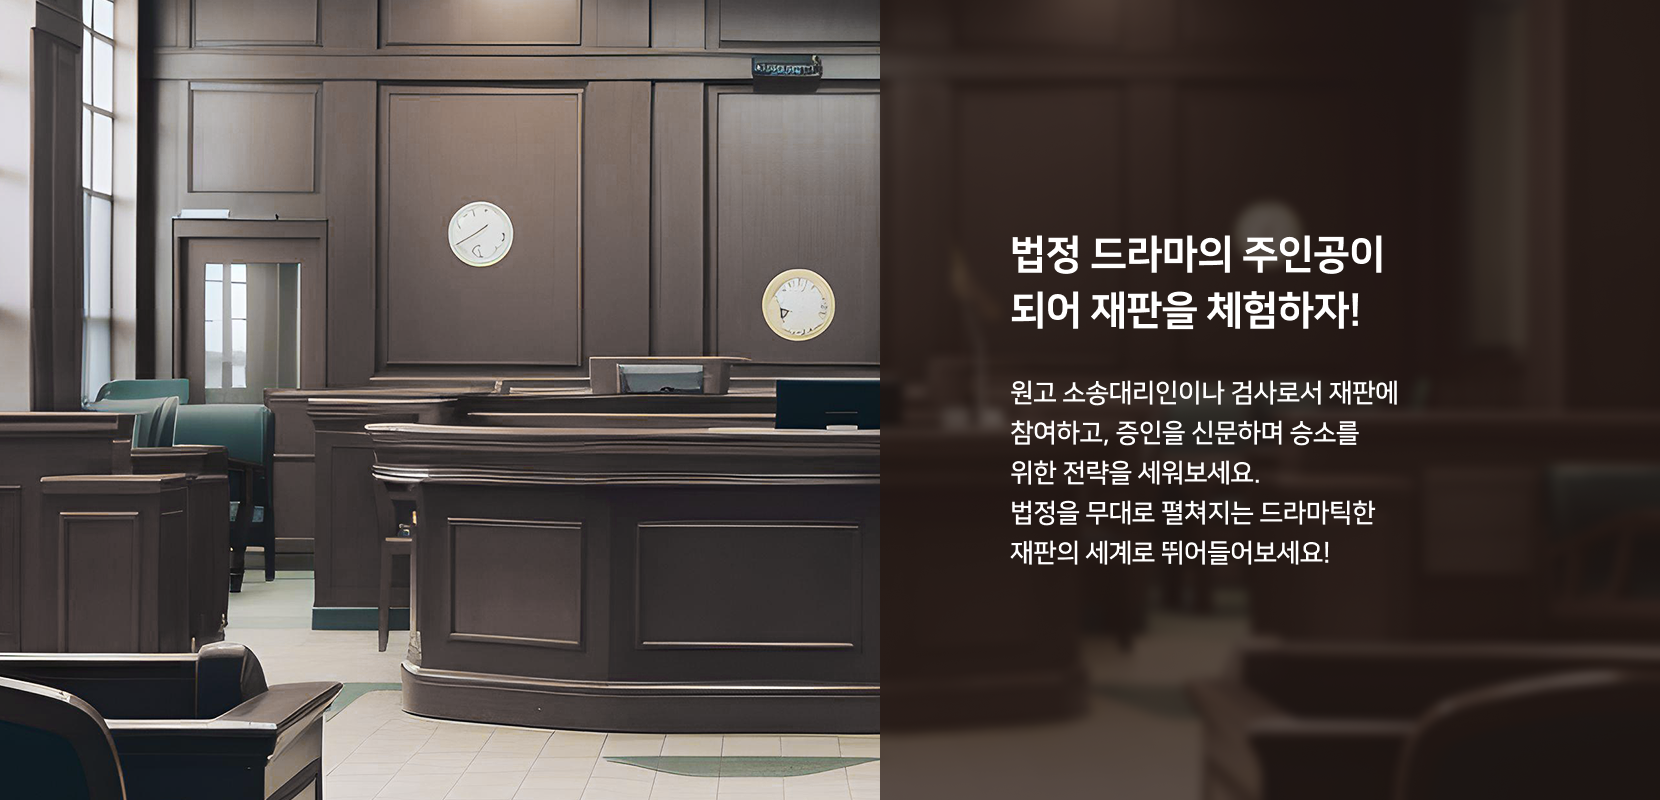 법정 드라마의 주인공이
되어 재판을 체험하자!
원고 소송대리인이나 검사로서 재판에
참여하고, 증인을 신문하며 승소를
위한 전략을 세워보세요.
법정을 무대로 펼쳐지는 드라마틱한
재판의 세계로 뛰어들어보세요!